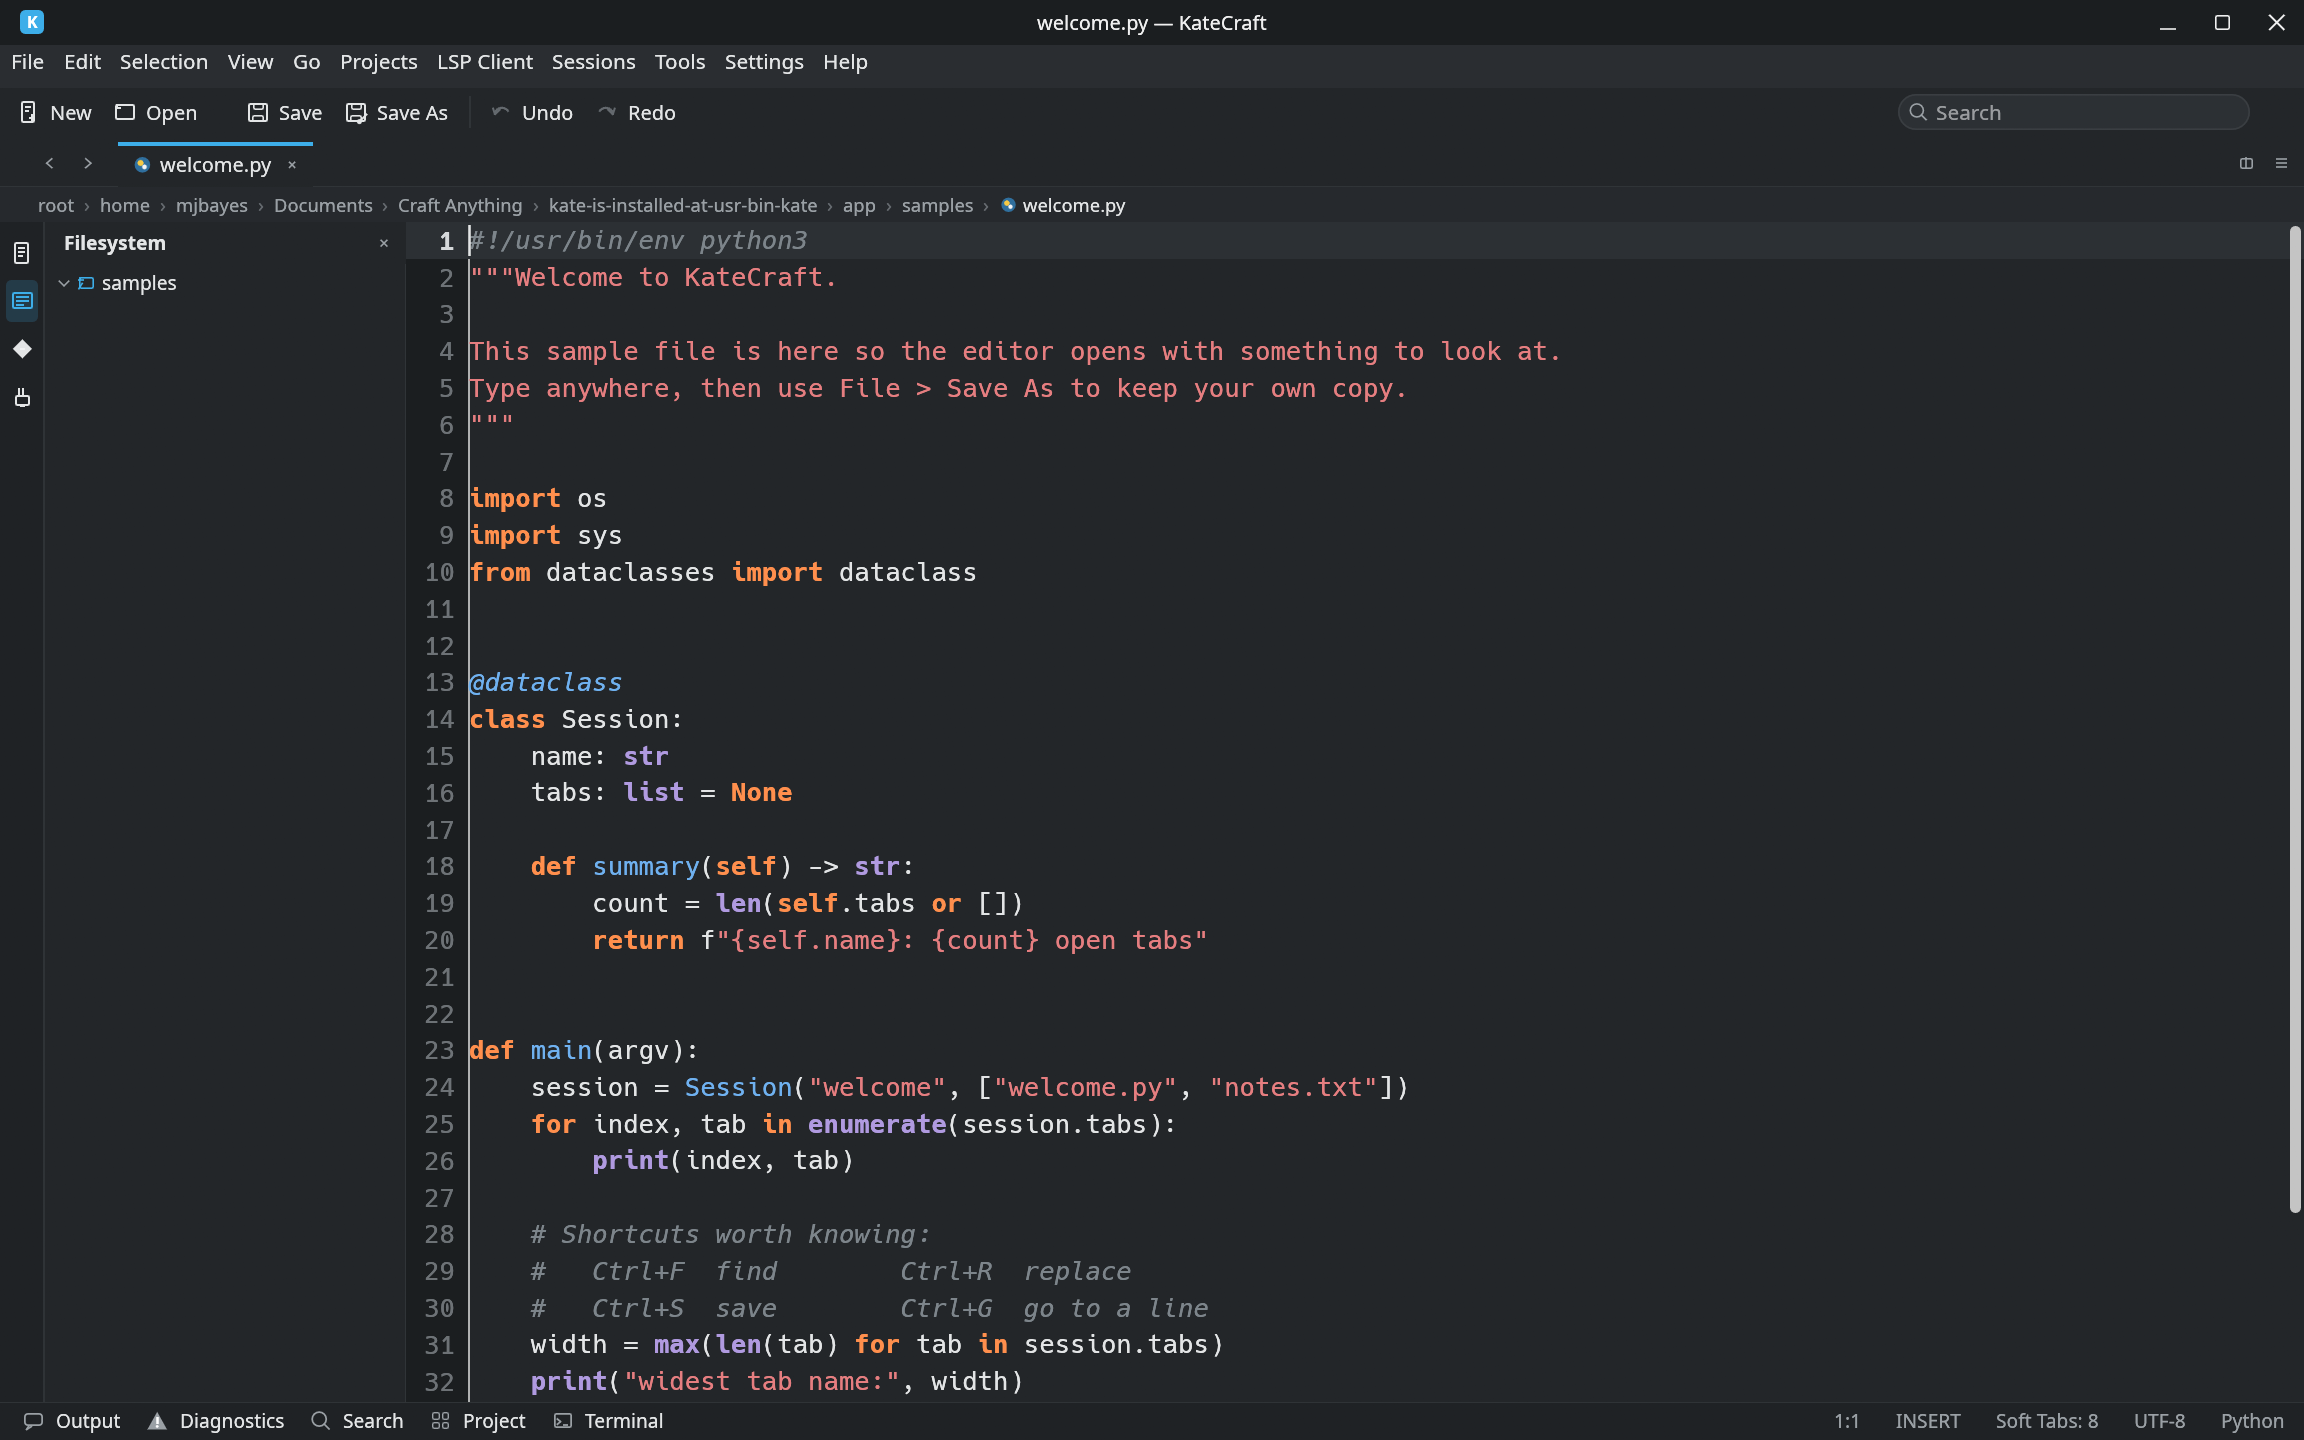 K
welcome.py — KateCraft
File Edit Selection View Go Projects LSP Client Sessions Tools Settings Help
New Open Save Save As Undo Redo Search
welcome.py
root › home › mjbayes › Documents › Craft Anything › kate-is-installed-at-usr-bin-kate › app › samples › welcome.py
Filesystem
samples
1 #!/usr/bin/env python3
2 """Welcome to KateCraft.
3
4 This sample file is here so the editor opens with something to look at.
5 Type anywhere, then use File > Save As to keep your own copy.
6 """
7
8 import os
9 import sys
10 from dataclasses import dataclass
11
12
13 @dataclass
14 class Session:
15     name: str
16     tabs: list = None
17
18     def summary(self) -> str:
19         count = len(self.tabs or [])
20         return f"{self.name}: {count} open tabs"
21
22
23 def main(argv):
24     session = Session("welcome", ["welcome.py", "notes.txt"])
25     for index, tab in enumerate(session.tabs):
26         print(index, tab)
27
28     # Shortcuts worth knowing:
29     #   Ctrl+F  find        Ctrl+R  replace
30     #   Ctrl+S  save        Ctrl+G  go to a line
31     width = max(len(tab) for tab in session.tabs)
32     print("widest tab name:", width)
Output Diagnostics Search Project Terminal 1:1 INSERT Soft Tabs: 8 UTF-8 Python